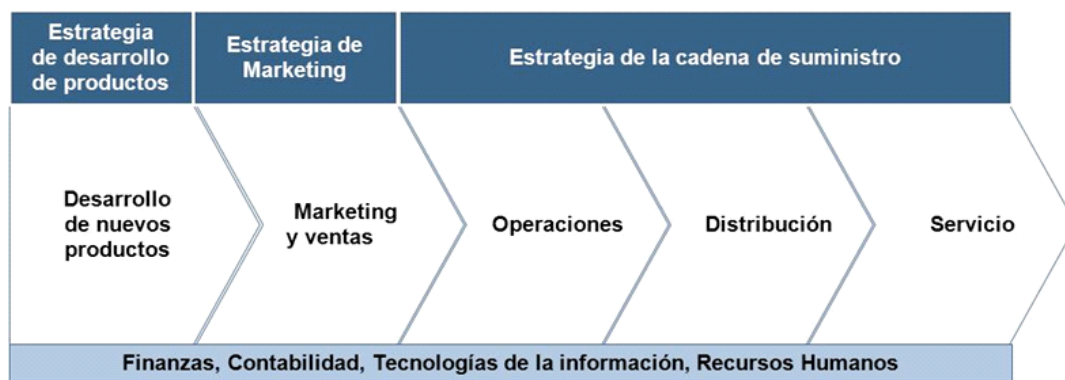 Estrategia
de desarrollo
de productos
Estrategia de
Marketing
Estrategia de la cadena de suministro
Desarrollo
de nuevos
productos
Marketing
y ventas
Operaciones
Distribución
Servicio
Finanzas, Contabilidad, Tecnologías de la información, Recursos Humanos